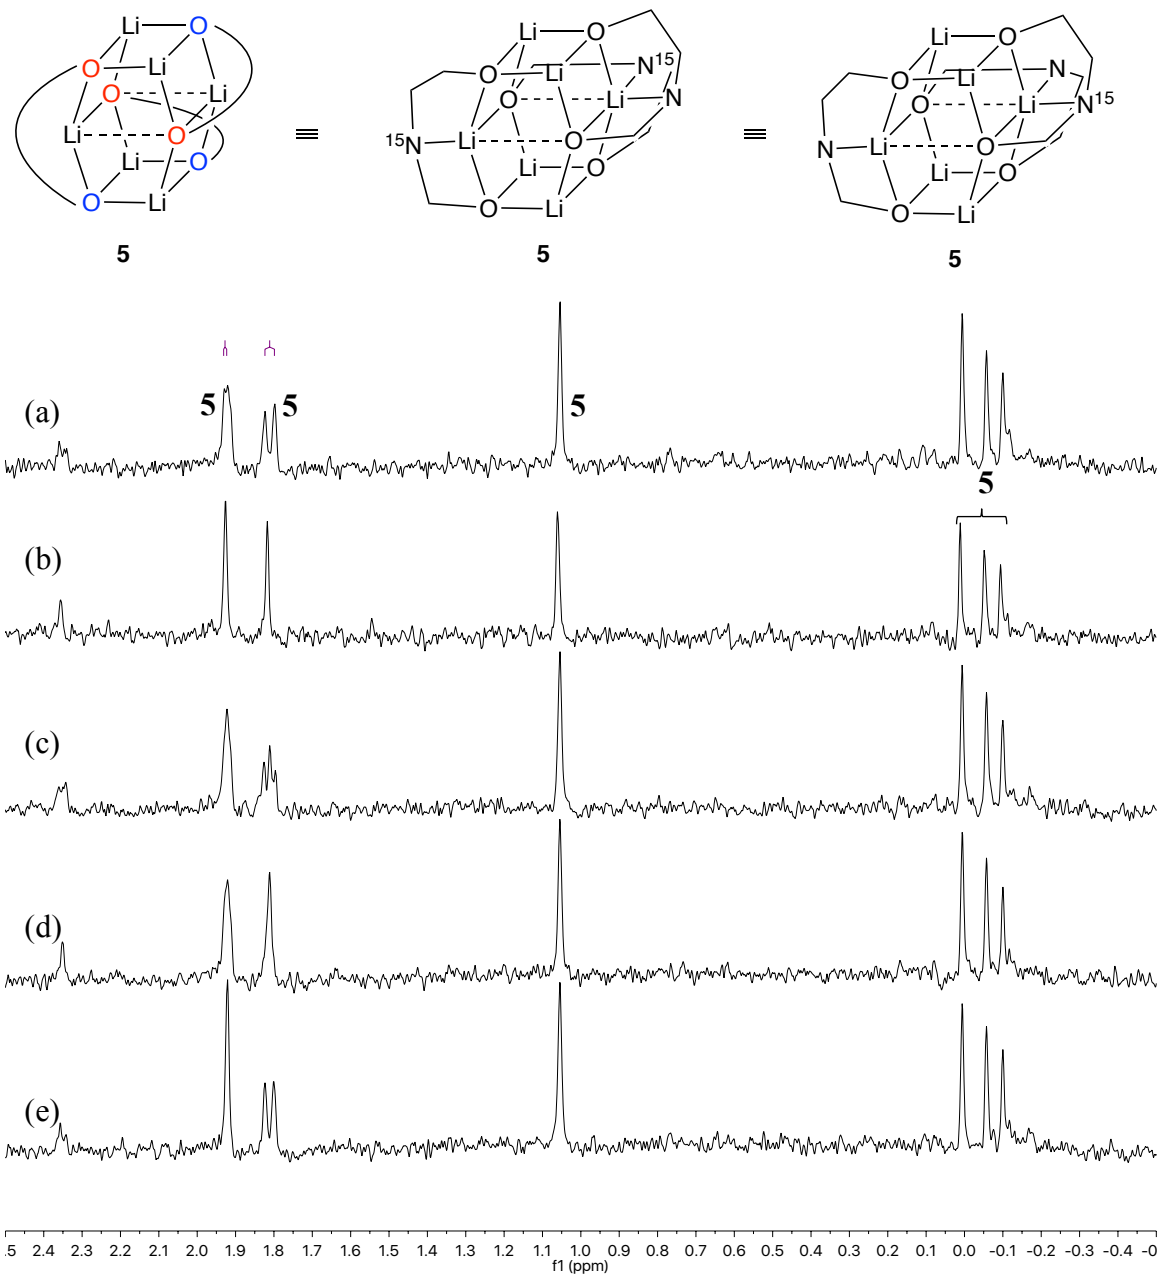 Li O
O Li
O Li
Li O
Li O
O Li
5
≡
Li O
O Li N¹⁵
O Li N
¹⁵N Li O
Li O
O Li
5
≡
Li O
O Li N
O Li N¹⁵
N Li O
Li O
O Li
5
(a) 5 5 5
5
(b)
(c)
(d)
(e)
.5 2.4 2.3 2.2 2.1 2.0 1.9 1.8 1.7 1.6 1.5 1.4 1.3 1.2 1.1 1.0 0.9 0.8 0.7 0.6 0.5 0.4 0.3 0.2 0.1 0.0 -0.1 -0.2 -0.3 -0.4 -0
f1 (ppm)